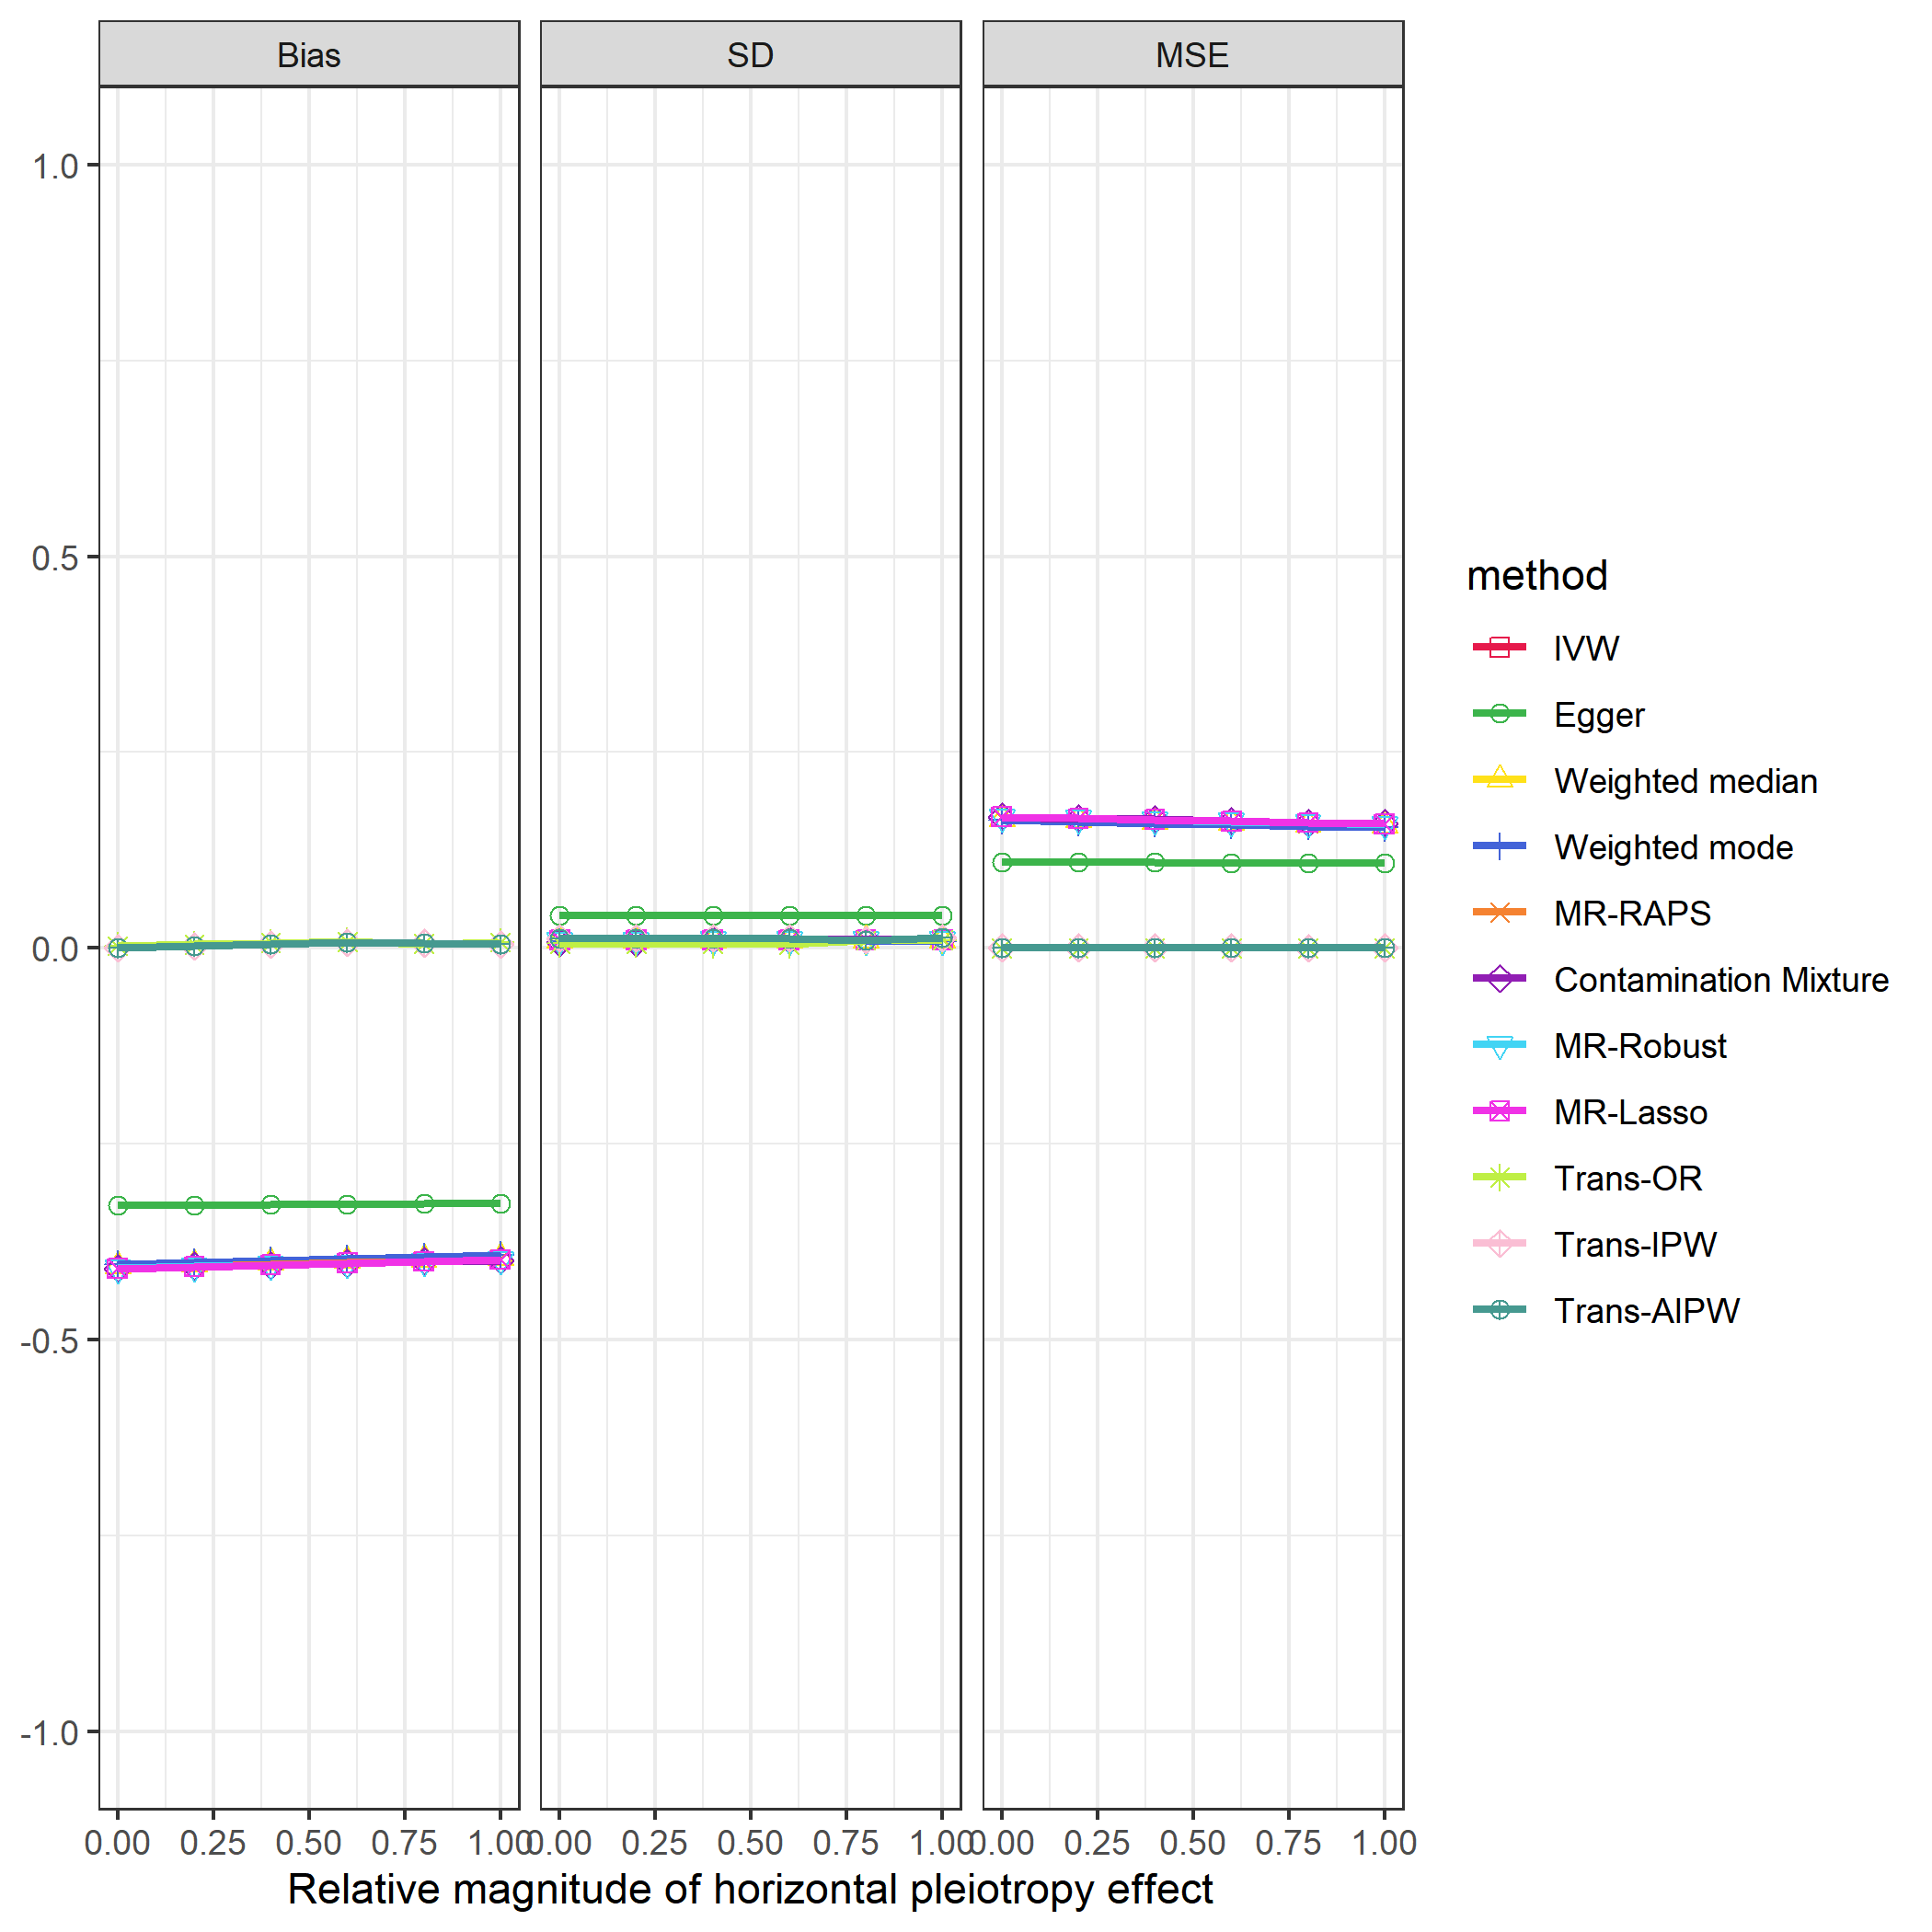 Bias SD MSE
1.0
0.5
0.0
-0.5
-1.0
0.00 0.25 0.50 0.75 1.00 0.00 0.25 0.50 0.75 1.00 0.00 0.25 0.50 0.75 1.00
Relative magnitude of horizontal pleiotropy effect
method
IVW
Egger
Weighted median
Weighted mode
MR-RAPS
Contamination Mixture
MR-Robust
MR-Lasso
Trans-OR
Trans-IPW
Trans-AIPW